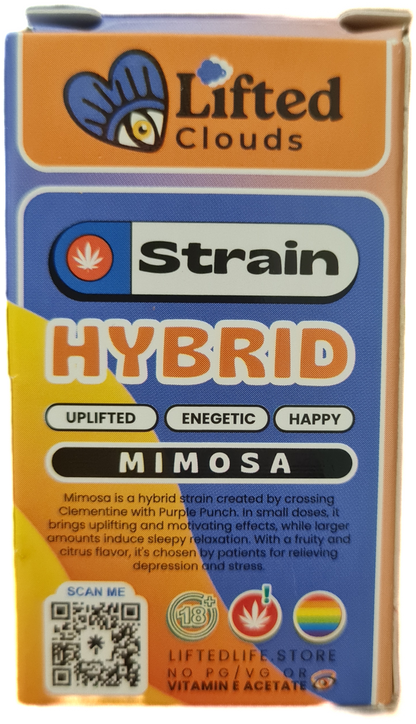 Lifted
Clouds
Strain
HYBRID
UPLIFTED ENEGETIC HAPPY
MIMOSA
Mimosa is a hybrid strain created by crossing
Clementine with Purple Punch. In small doses, it
brings uplifting and motivating effects, while larger
amounts induce sleepy relaxation. With a fruity and
citrus flavor, it's chosen by patients for relieving
depression and stress.
SCAN ME
18+
!
LIFTEDLIFE.STORE
NO PG/VG OR
VITAMIN E ACETATE